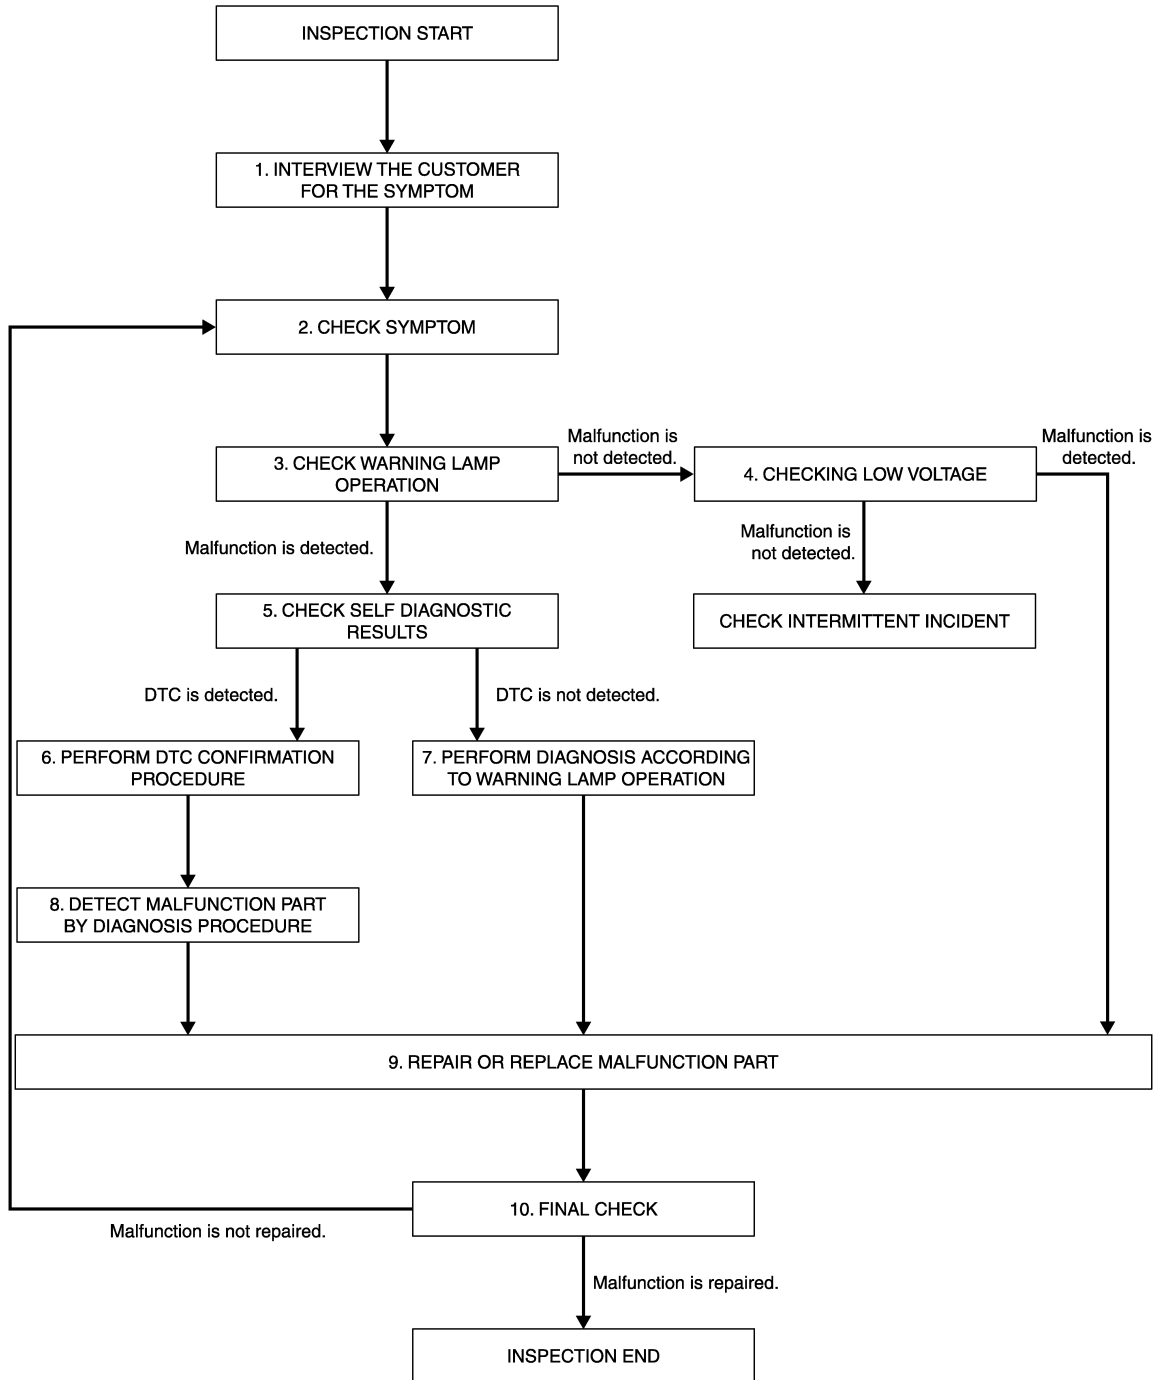 INSPECTION START
1. INTERVIEW THE CUSTOMER
FOR THE SYMPTOM
2. CHECK SYMPTOM
3. CHECK WARNING LAMP
OPERATION
Malfunction is
not detected.
4. CHECKING LOW VOLTAGE
Malfunction is
detected.
Malfunction is detected.
Malfunction is
not detected.
5. CHECK SELF DIAGNOSTIC
RESULTS
CHECK INTERMITTENT INCIDENT
DTC is detected.
DTC is not detected.
6. PERFORM DTC CONFIRMATION
PROCEDURE
7. PERFORM DIAGNOSIS ACCORDING
TO WARNING LAMP OPERATION
8. DETECT MALFUNCTION PART
BY DIAGNOSIS PROCEDURE
9. REPAIR OR REPLACE MALFUNCTION PART
10. FINAL CHECK
Malfunction is not repaired.
Malfunction is repaired.
INSPECTION END